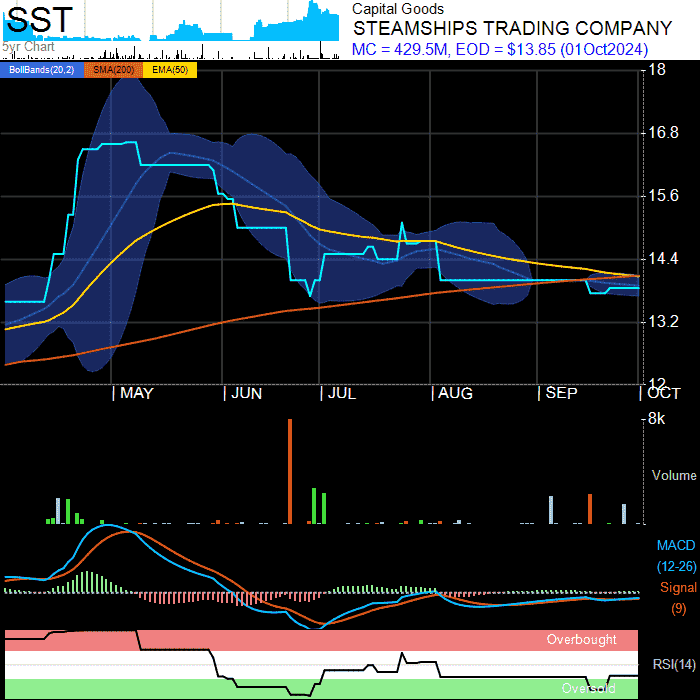 SST
Capital Goods
STEAMSHIPS TRADING COMPANY
5yr Chart
MC = 429.5M, EOD = $13.85 (01Oct2024)
BollBands(20,2) SMA(200) EMA(50)
18
16.8
15.6
14.4
13.2
12
| MAY | JUN | JUL | AUG | SEP | OCT
8k
Volume
MACD
(12-26)
Signal
(9)
Overbought
RSI(14)
Oversold